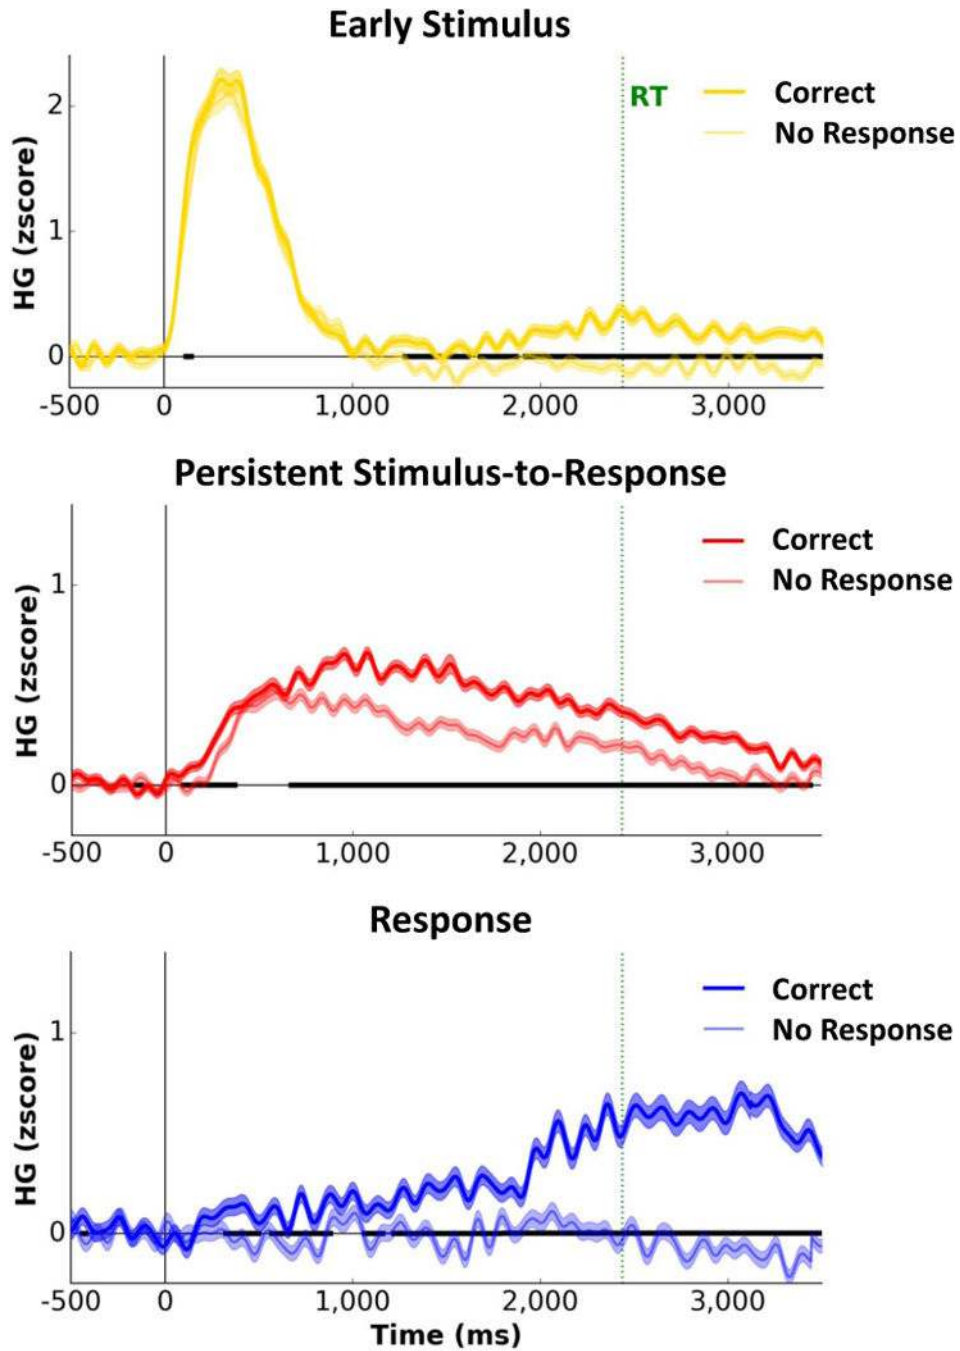 Early Stimulus
HG (zscore)
2
1
0
RT
Correct
No Response
-500 0 1,000 2,000 3,000
Persistent Stimulus-to-Response
HG (zscore)
1
0
Correct
No Response
-500 0 1,000 2,000 3,000
Response
HG (zscore)
1
0
Correct
No Response
-500 0 1,000 2,000 3,000
Time (ms)